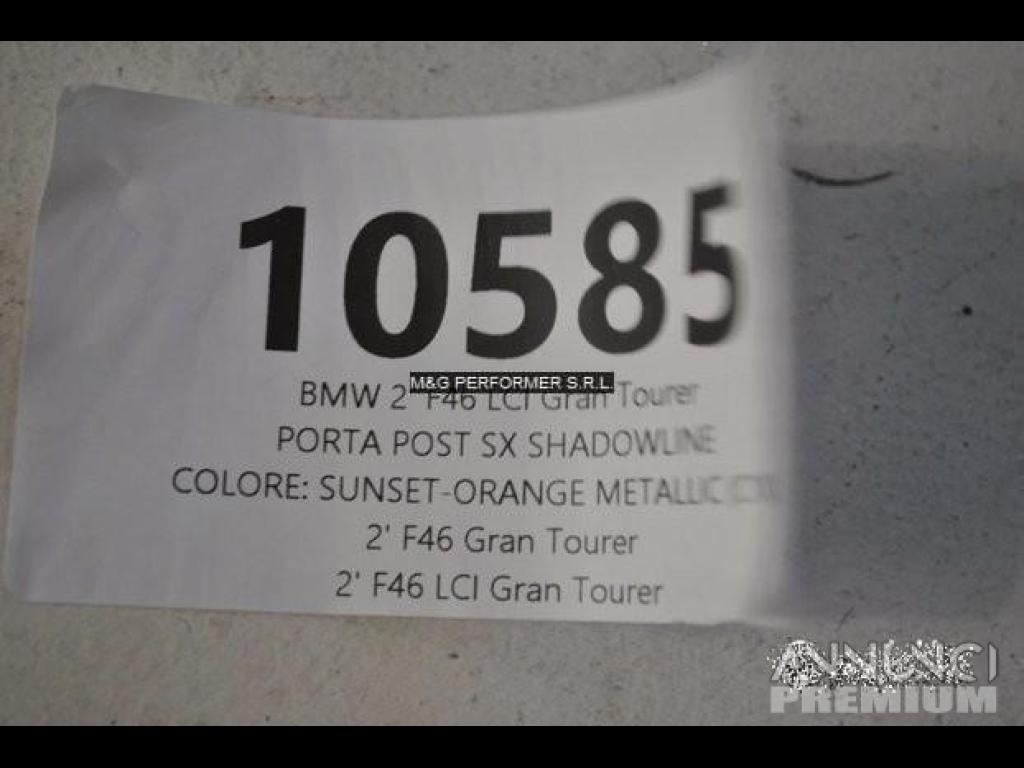 10585
M&G PERFORMER S.R.L.
BMW 2' F46 LCI Gran Tourer
PORTA POST SX SHADOWLINE
COLORE: SUNSET-ORANGE METALLIC
2' F46 Gran Tourer
2' F46 LCI Gran Tourer
ANNUNCI
PREMIUM